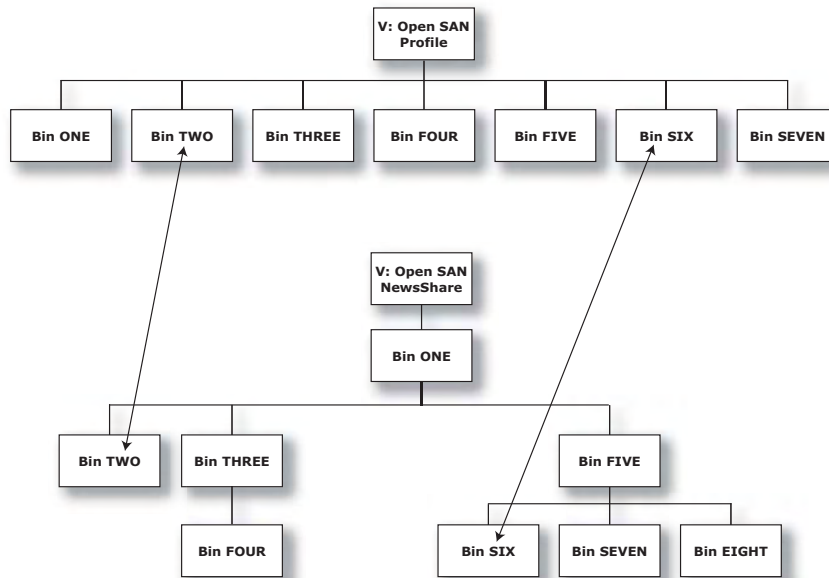 V: Open SAN
Profile
Bin ONE
Bin TWO
Bin THREE
Bin FOUR
Bin FIVE
Bin SIX
Bin SEVEN
V: Open SAN
NewsShare
Bin ONE
Bin TWO
Bin THREE
Bin FIVE
Bin FOUR
Bin SIX
Bin SEVEN
Bin EIGHT